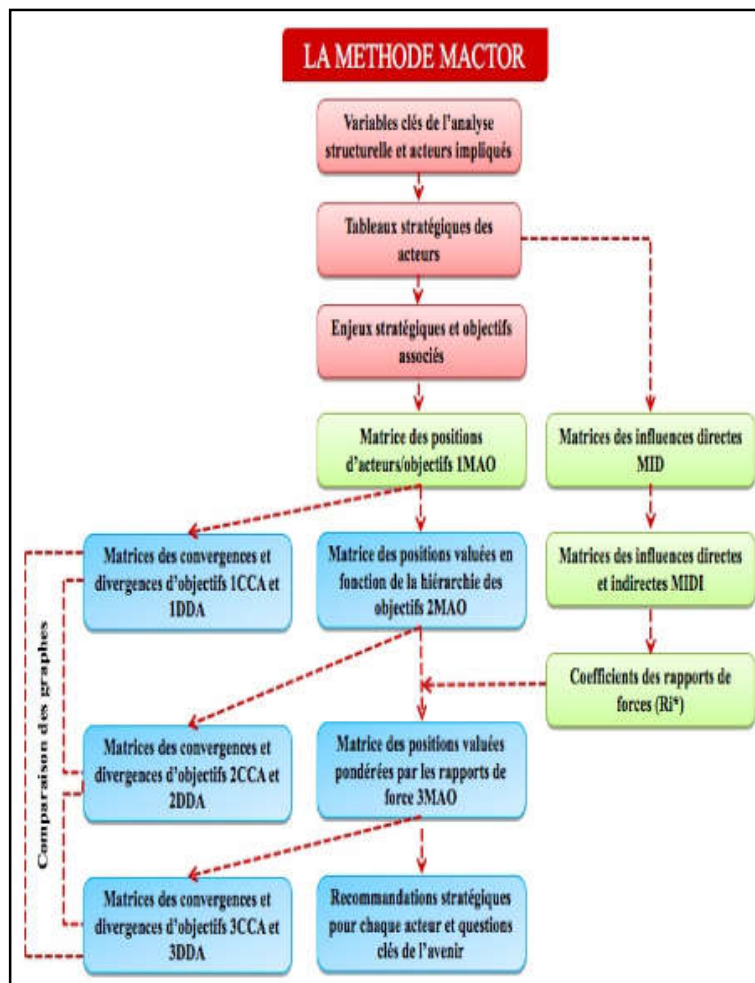 LA METHODE MACTOR
Variables clés de l'analyse
structurelle et acteurs impliqués
Tableaux stratégiques des
acteurs
Enjeux stratégiques et objectifs
associés
Matrice des positions
d'acteurs/objectifs 1MAO
Matrices des influences directes
MID
Matrices des convergences et
divergences d'objectifs 1CCA et
1DDA
Matrice des positions valuées en
fonction de la hiérarchie des
objectifs 2MAO
Matrices des influences directes
et indirectes MIDI
Coefficients des rapports de
forces (Ri*)
Comparaison des graphes
Matrices des convergences et
divergences d'objectifs 2CCA et
2DDA
Matrice des positions valuées
pondérées par les rapports de
force 3MAO
Matrices des convergences et
divergences d'objectifs 3CCA et
3DDA
Recommandations stratégiques
pour chaque acteur et questions
clés de l'avenir